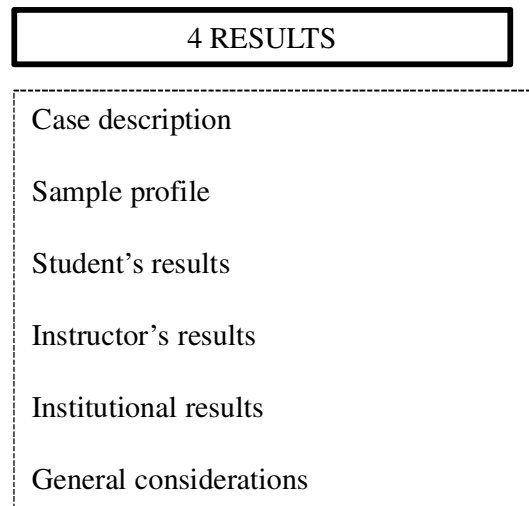 4 RESULTS
Case description
Sample profile
Student’s results
Instructor’s results
Institutional results
General considerations